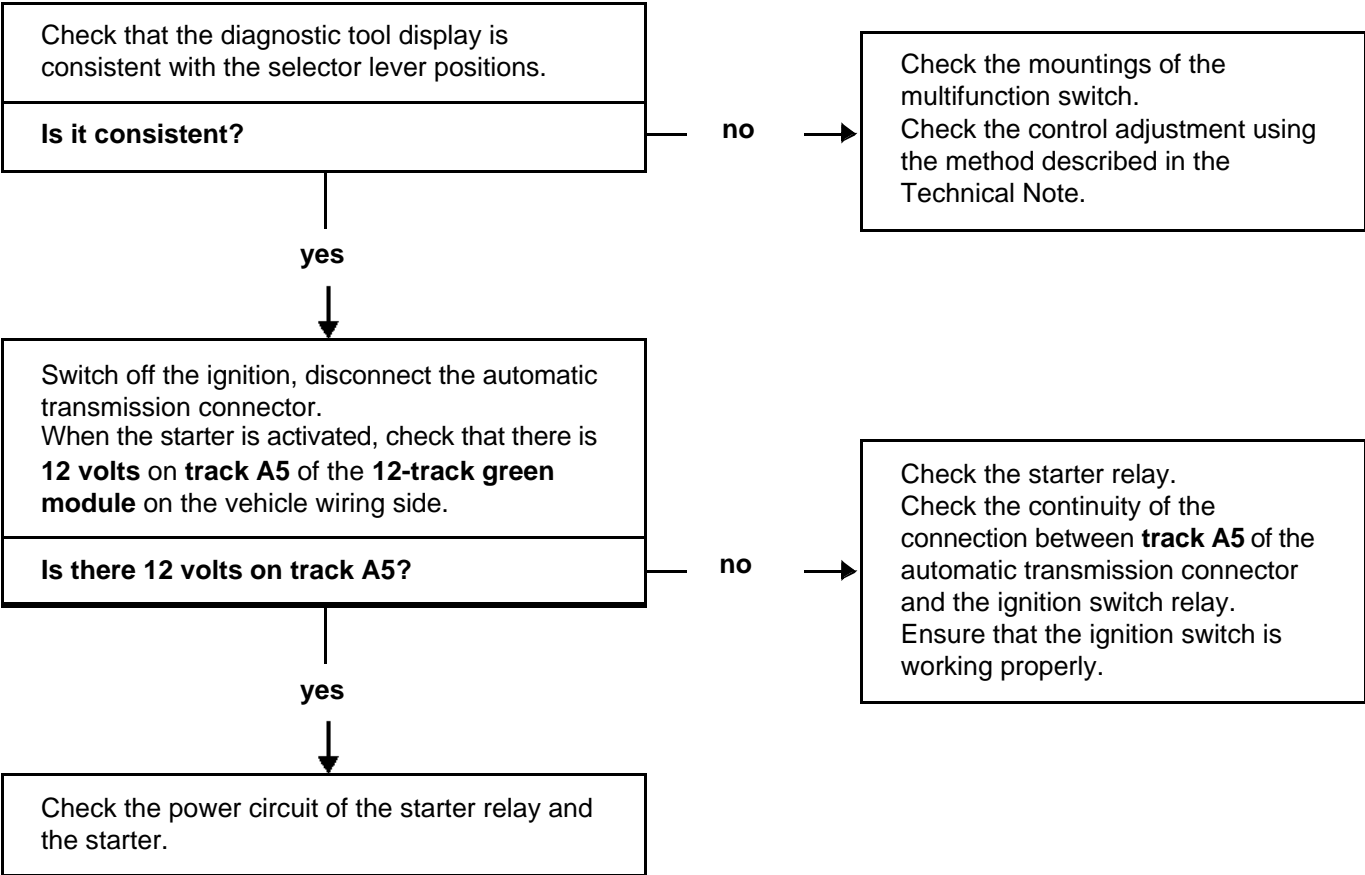 Check that the diagnostic tool display is
consistent with the selector lever positions.
Is it consistent?
no
Check the mountings of the
multifunction switch.
Check the control adjustment using
the method described in the
Technical Note.
yes
Switch off the ignition, disconnect the automatic
transmission connector.
When the starter is activated, check that there is
12 volts on track A5 of the 12-track green
module on the vehicle wiring side.
Is there 12 volts on track A5?
no
Check the starter relay.
Check the continuity of the
connection between track A5 of the
automatic transmission connector
and the ignition switch relay.
Ensure that the ignition switch is
working properly.
yes
Check the power circuit of the starter relay and
the starter.